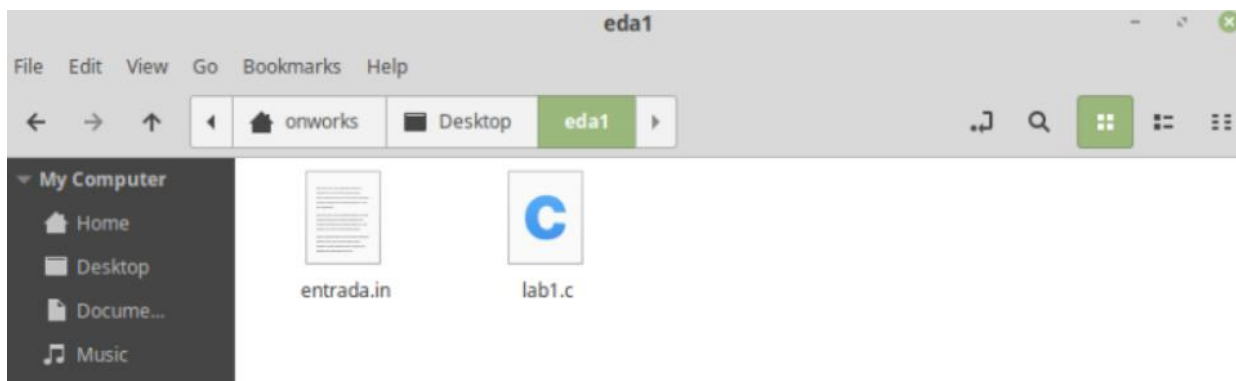 eda1
File Edit View Go Bookmarks Help
onworks Desktop eda1
My Computer
Home
Desktop
Docume...
Music
entrada.in lab1.c